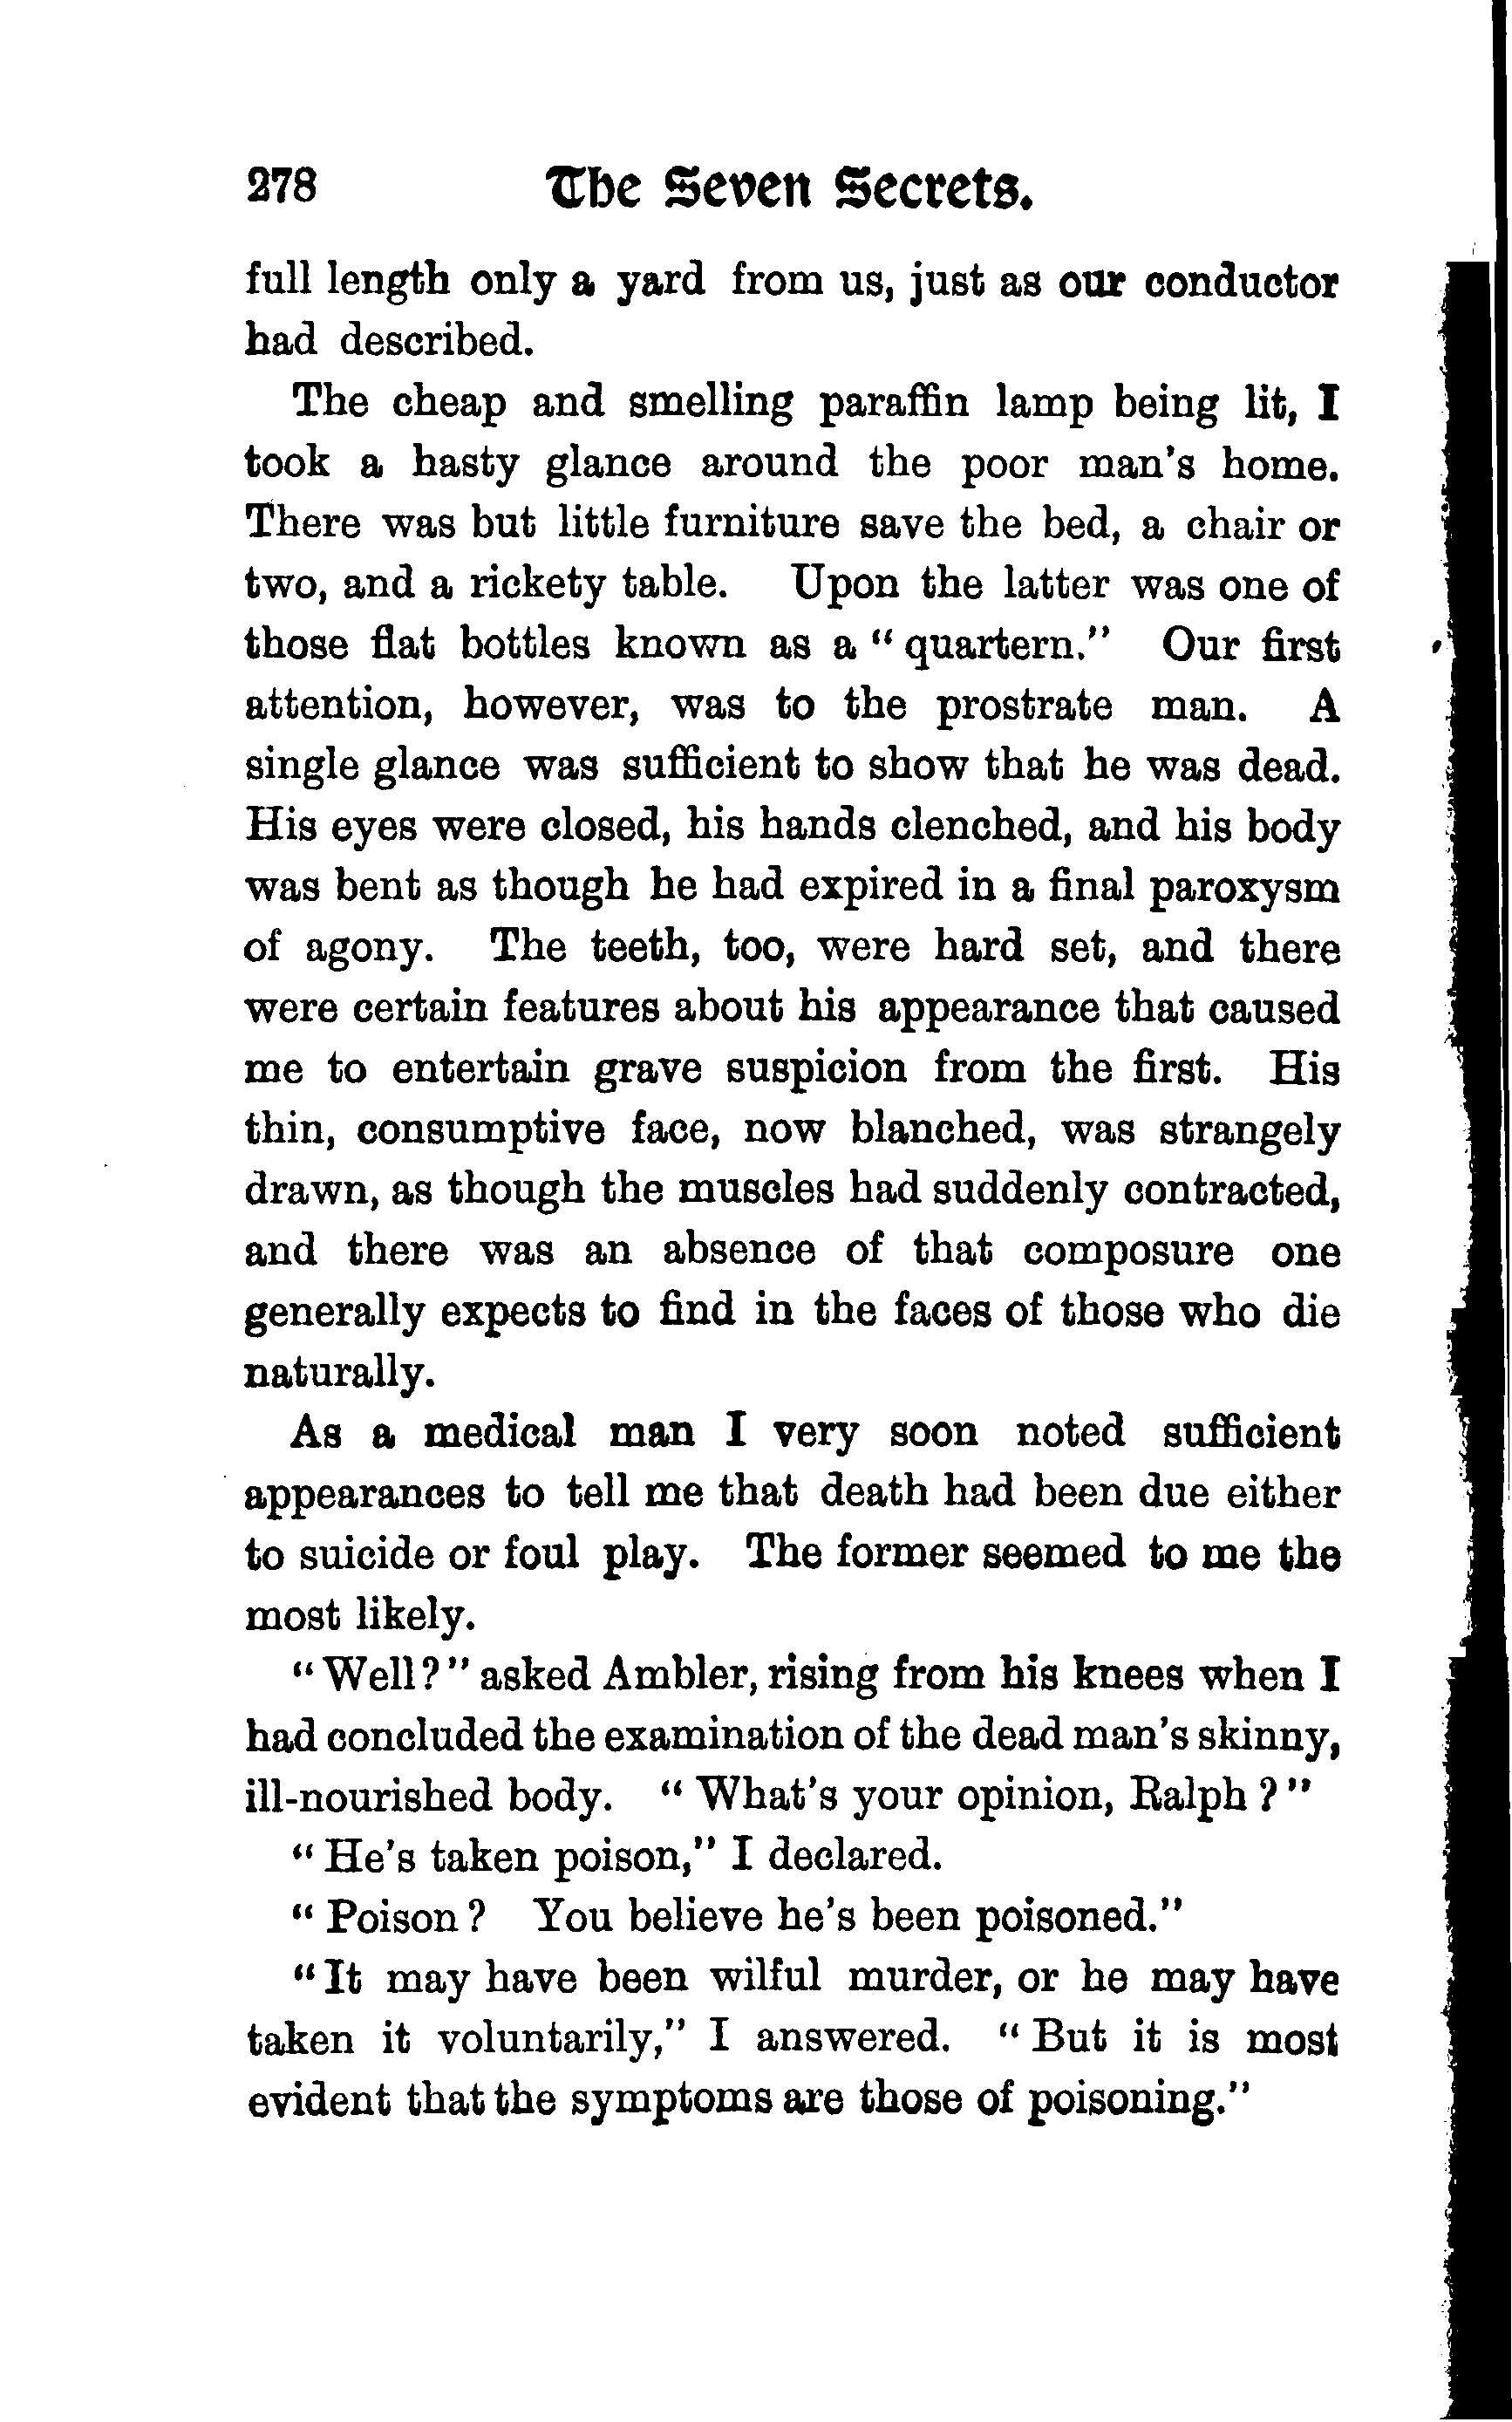 278 The Seven Secrets.
full length only a yard from us, just as our conductor
had described.
The cheap and smelling paraffin lamp being lit, I
took a hasty glance around the poor man's home.
There was but little furniture save the bed, a chair or
two, and a rickety table. Upon the latter was one of
those flat bottles known as a " quartern." Our first
attention, however, was to the prostrate man. A
single glance was sufficient to show that he was dead.
His eyes were closed, his hands clenched, and his body
was bent as though he had expired in a final paroxysm
of agony. The teeth, too, were hard set, and there
were certain features about his appearance that caused
me to entertain grave suspicion from the first. His
thin, consumptive face, now blanched, was strangely
drawn, as though the muscles had suddenly contracted,
and there was an absence of that composure one
generally expects to find in the faces of those who die
naturally.
As a medical man I very soon noted sufficient
appearances to tell me that death had been due either
to suicide or foul play. The former seemed to me the
most likely.
" Well ? " asked Ambler, rising from his knees when I
had concluded the examination of the dead man's skinny,
ill-nourished body. " What's your opinion, Ralph ? "
" He's taken poison," I declared.
" Poison ? You believe he's been poisoned."
" It may have been wilful murder, or he may have
taken it voluntarily," I answered. " But it is most
evident that the symptoms are those of poisoning."